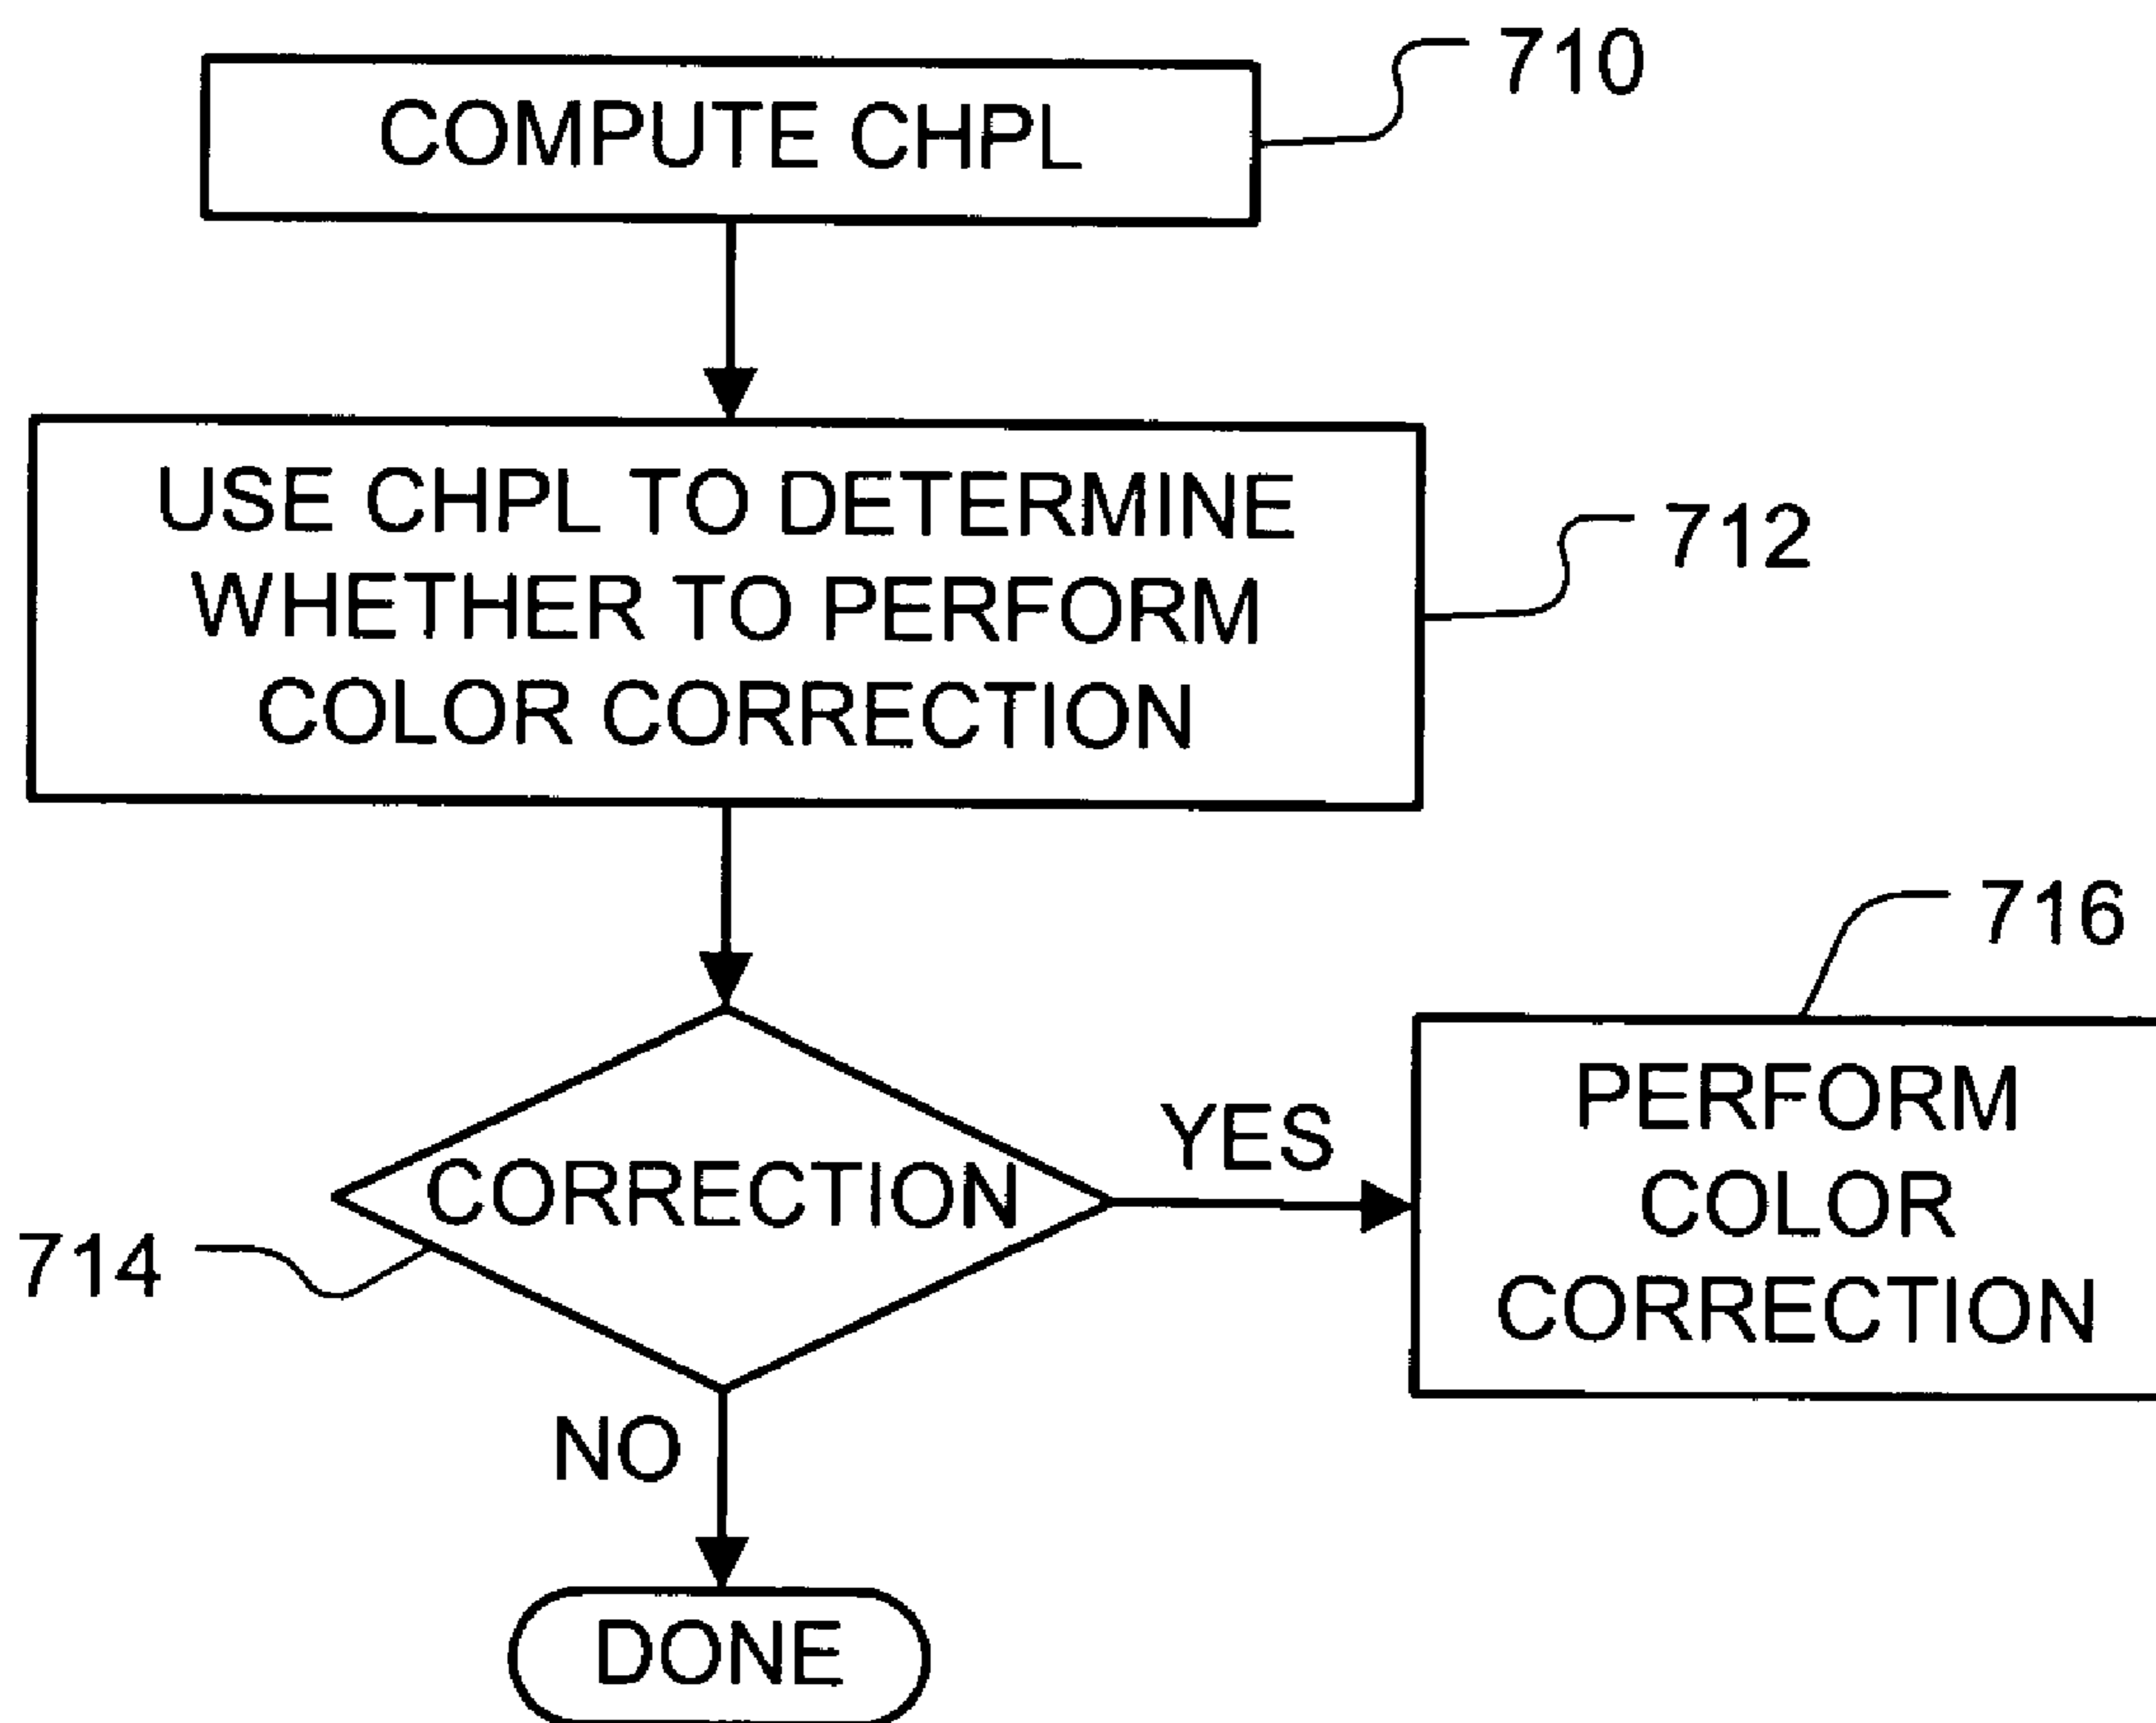 710
COMPUTE CHPL
USE CHPL TO DETERMINE
WHETHER TO PERFORM
COLOR CORRECTION
712
716
PERFORM
COLOR
CORRECTION
YES
CORRECTION
714
NO
DONE